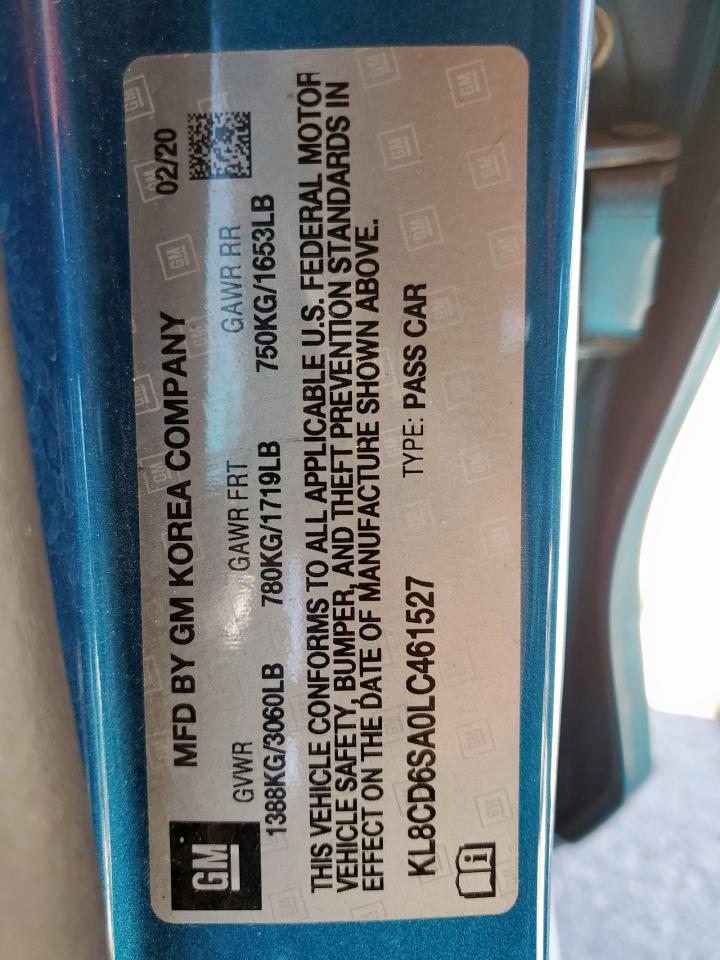 GM
MFD BY GM KOREA COMPANY 02/20
GVWR GAWR FRT GAWR RR
1388KG/3060LB 780KG/1719LB 750KG/1653LB
THIS VEHICLE CONFORMS TO ALL APPLICABLE U.S. FEDERAL MOTOR
VEHICLE SAFETY, BUMPER, AND THEFT PREVENTION STANDARDS IN
EFFECT ON THE DATE OF MANUFACTURE SHOWN ABOVE.
KL8CD6SA0LC461527 TYPE: PASS CAR